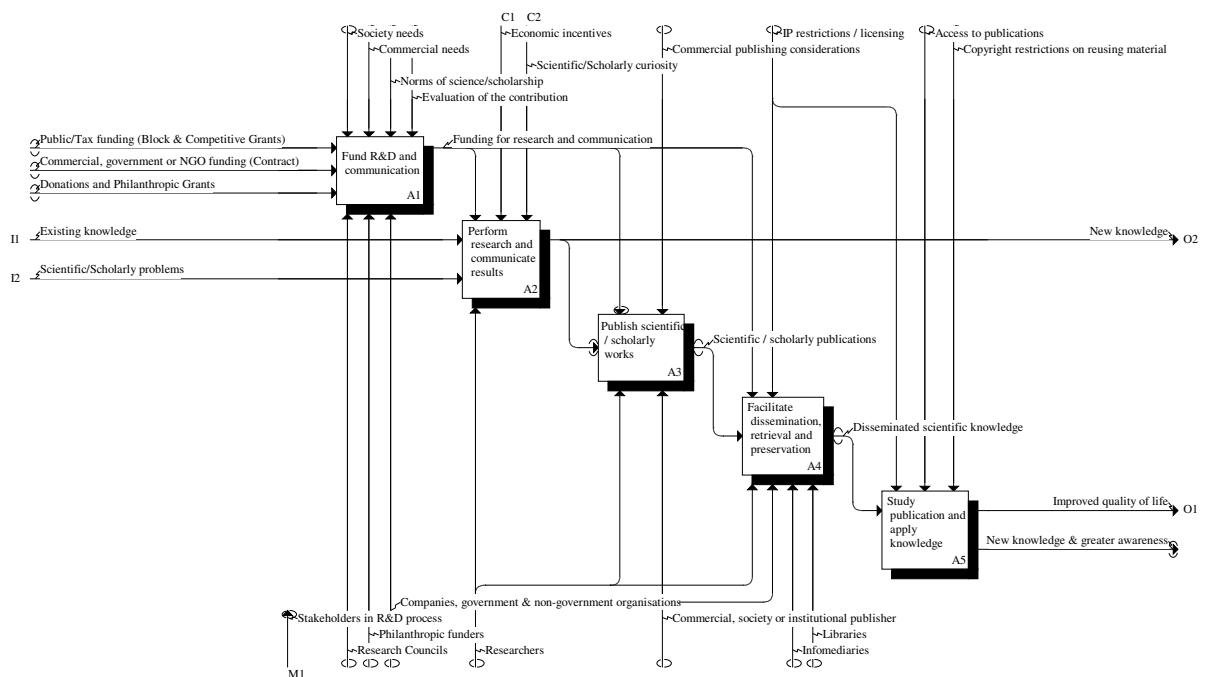 C1 C2
Society needs
Economic incentives
IP restrictions / licensing
Access to publications
Commercial needs
Commercial publishing considerations
Copyright restrictions on reusing material
Scientific/Scholarly curiosity
Norms of science/scholarship
Evaluation of the contribution
Public/Tax funding (Block & Competitive Grants)
Funding for research and communication
Commercial, government or NGO funding (Contract)
Donations and Philanthropic Grants
Fund R&D and
communication
A1
I1
Existing knowledge
New knowledge
O2
I2
Scientific/Scholarly problems
Perform
research and
communicate
results
A2
Publish scientific
/ scholarly
works
A3
Scientific / scholarly publications
Facilitate
dissemination,
retrieval and
preservation
A4
Disseminated scientific knowledge
Study
publication and
apply
knowledge
A5
Improved quality of life
O1
New knowledge & greater awareness
Companies, government & non-government organisations
Stakeholders in R&D process
Commercial, society or institutional publisher
Philanthropic funders
Libraries
Research Councils
Researchers
Infomediaries
M1